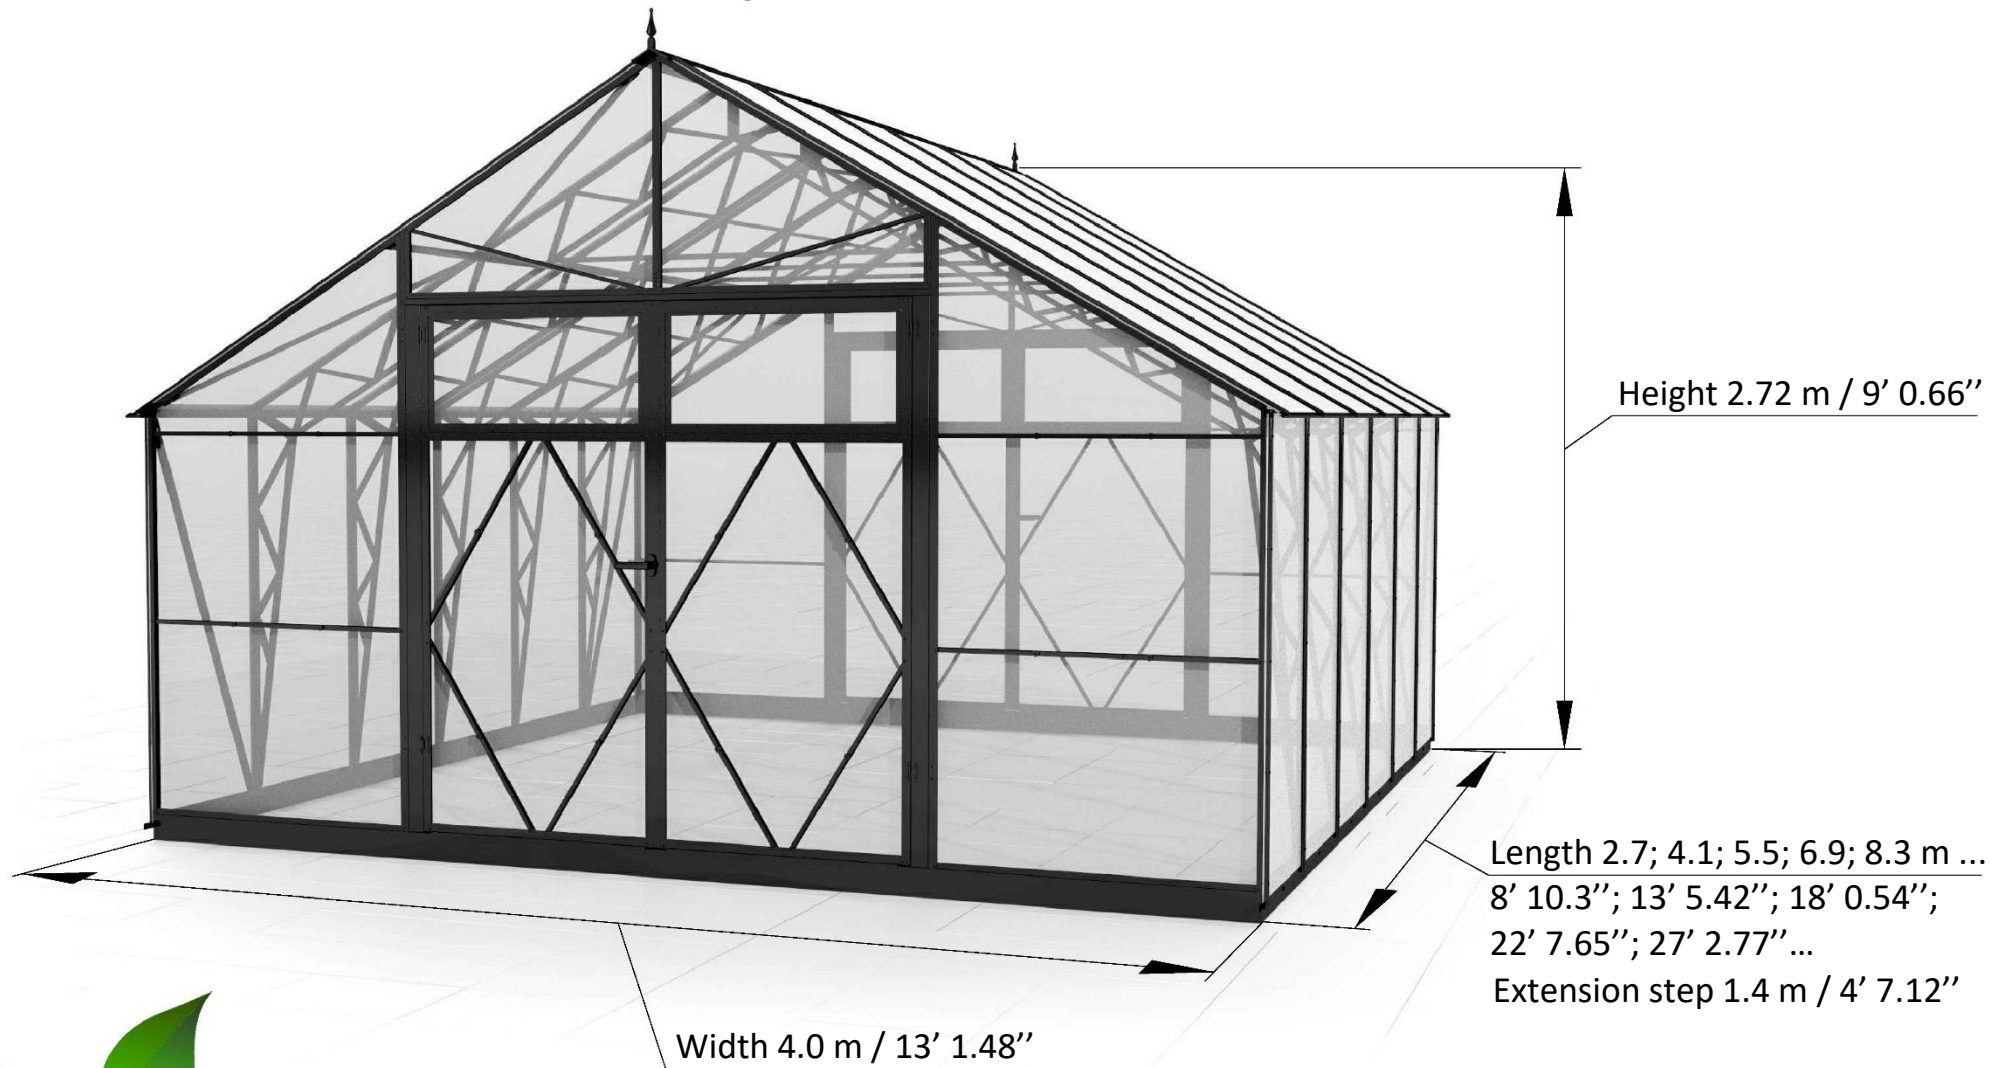 Height 2.72 m / 9’ 0.66’’
Length 2.7; 4.1; 5.5; 6.9; 8.3 m ...
8’ 10.3’’; 13’ 5.42’’; 18’ 0.54’’;
22’ 7.65’’; 27’ 2.77’’...
Extension step 1.4 m / 4’ 7.12’’
Width 4.0 m / 13’ 1.48’’